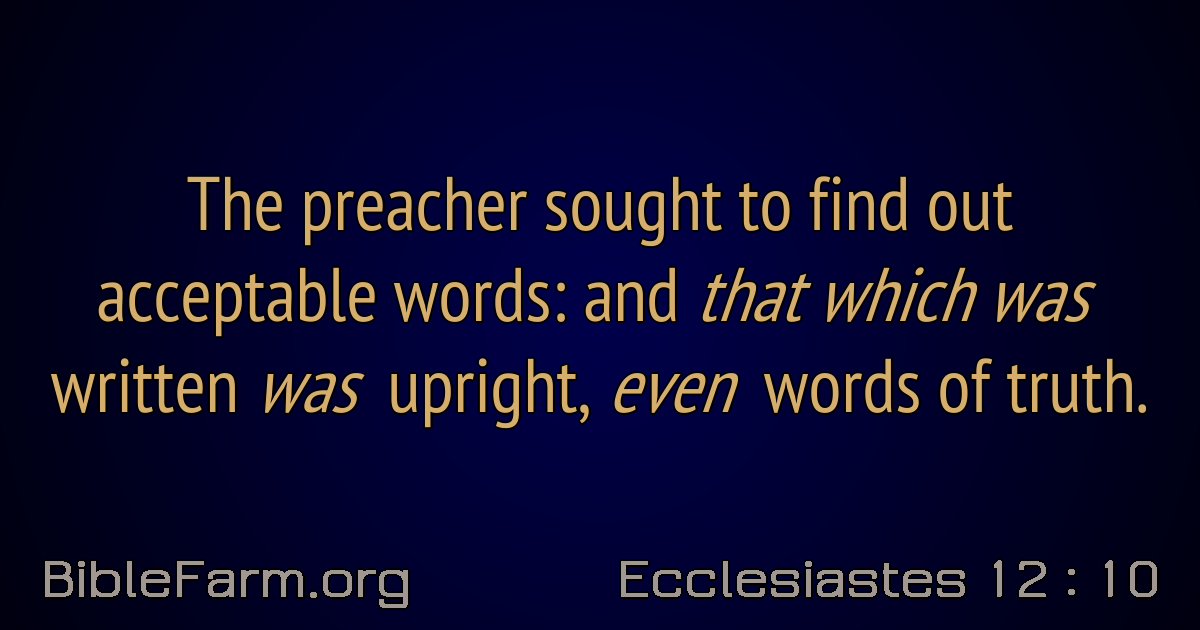 The preacher sought to find out
acceptable words: and that which was
written was upright, even words of truth.
BibleFarm.org
Ecclesiastes 12 : 10